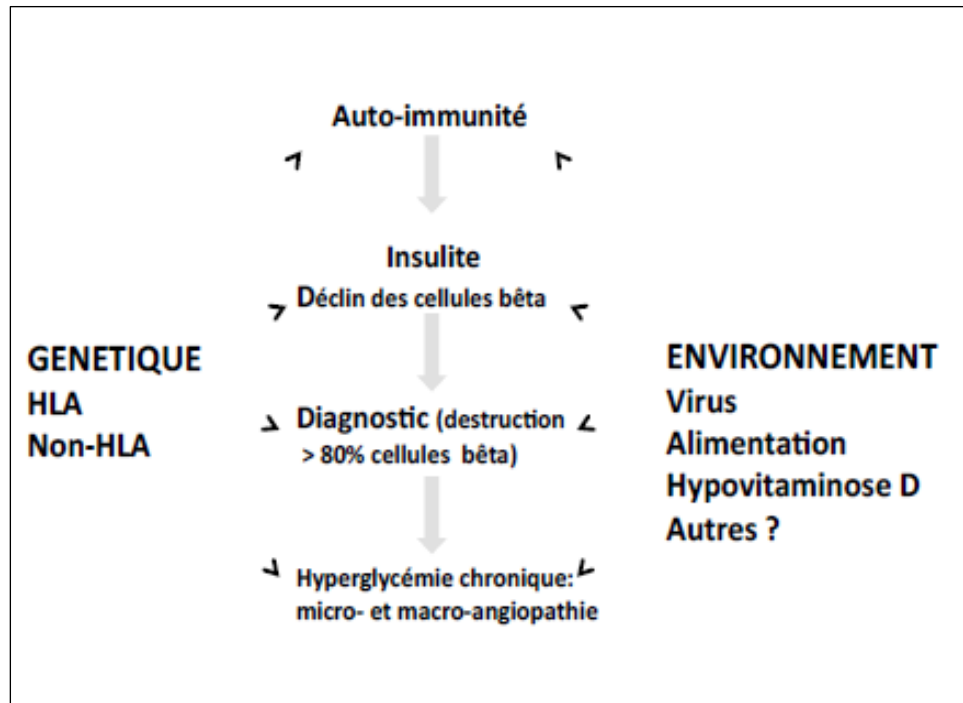 Auto-immunité
Insulite
Déclin des cellules bêta
GENETIQUE
HLA
Non-HLA
Diagnostic (destruction
> 80% cellules bêta)
ENVIRONNEMENT
Virus
Alimentation
Hypovitaminose D
Autres ?
Hyperglycémie chronique:
micro- et macro-angiopathie